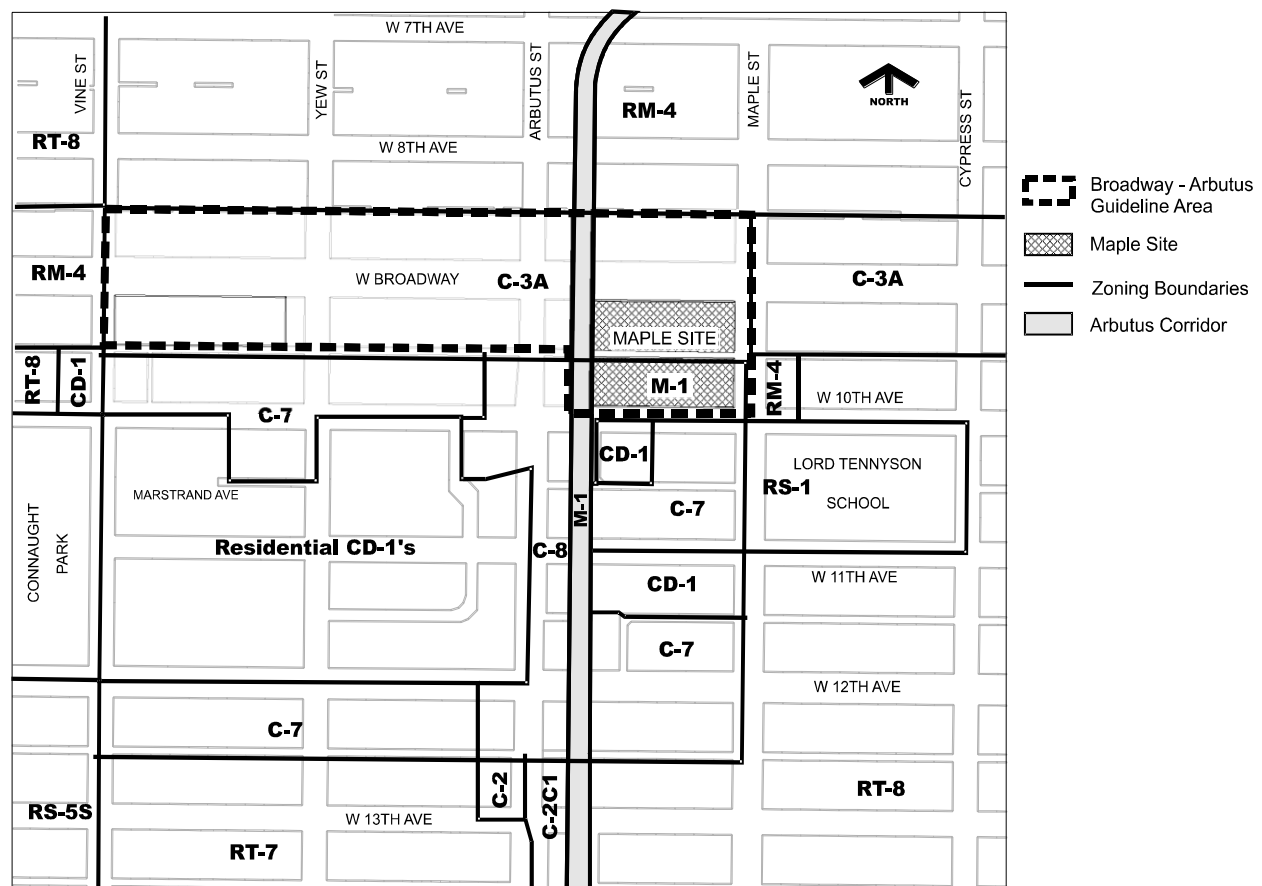 W 7TH AVE
VINE ST
YEW ST
ARBUTUS ST
MAPLE ST
CYPRESS ST
NORTH
RM-4
RT-8
W 8TH AVE
Broadway - Arbutus
Guideline Area
Maple Site
Zoning Boundaries
Arbutus Corridor
RM-4
W BROADWAY
C-3A
C-3A
MAPLE SITE
RT-8
CD-1
M-1
RM-4
W 10TH AVE
C-7
CD-1
LORD TENNYSON
SCHOOL
RS-1
MARSTRAND AVE
C-7
M-1
CONNAUGHT
PARK
Residential CD-1's
C-8
CD-1
W 11TH AVE
C-7
W 12TH AVE
C-7
C-2
C-2C1
RT-8
RS-5S
W 13TH AVE
RT-7